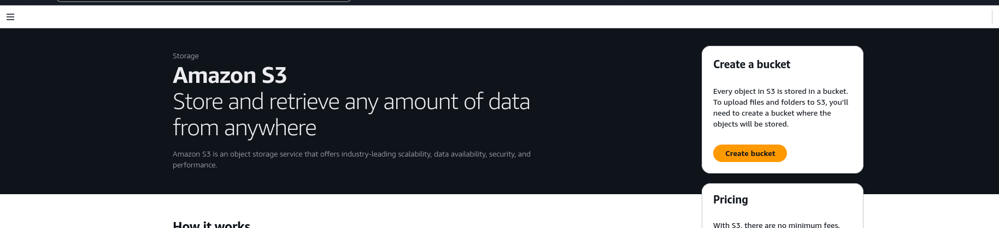 Storage
Amazon S3
Store and retrieve any amount of data
from anywhere
Amazon S3 is an object storage service that offers industry-leading scalability, data availability, security, and
performance.
Create a bucket
Every object in S3 is stored in a bucket.
To upload files and folders to S3, you'll
need to create a bucket where the
objects will be stored.
Create bucket
Pricing
With S3, there are no minimum fees.
How it works